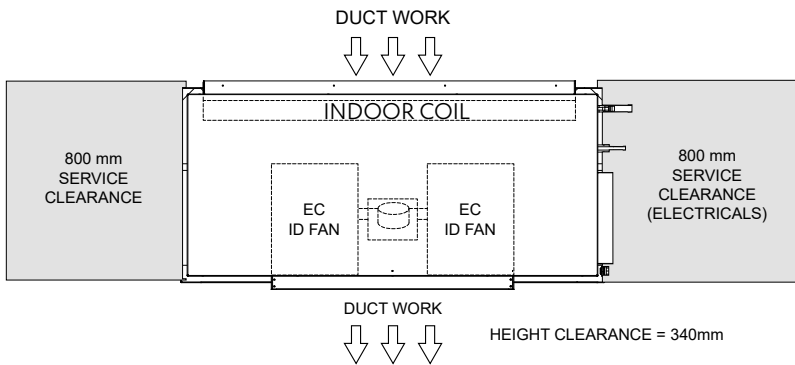 DUCT WORK
INDOOR COIL
800 mm
SERVICE
CLEARANCE
EC
ID FAN
EC
ID FAN
800 mm
SERVICE
CLEARANCE
(ELECTRICALS)
DUCT WORK
HEIGHT CLEARANCE = 340mm